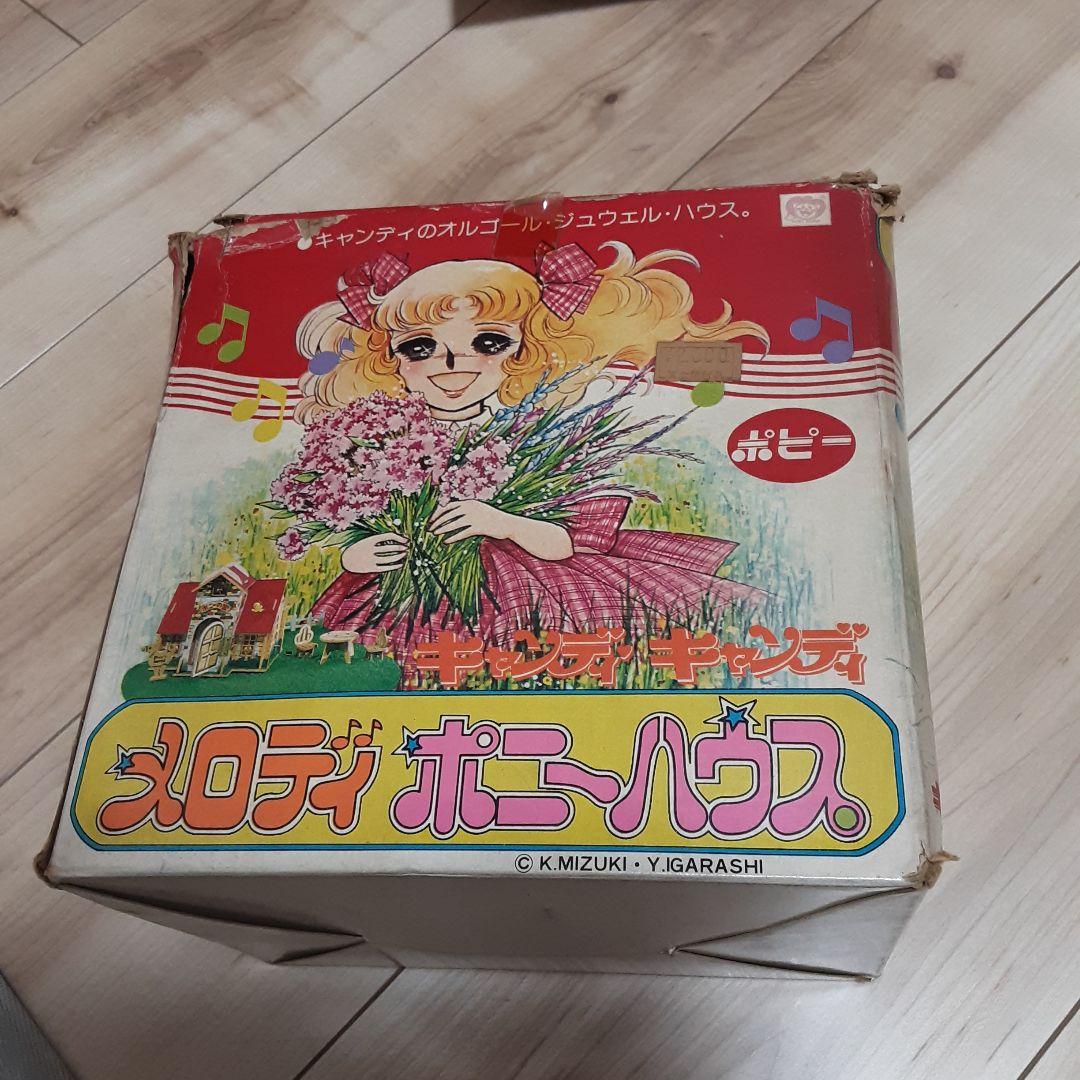 ●キャンディのオルゴール・ジュウエル・ハウス。
ポピー
キャンディ・キャンディ
メロディ ポニーハウス
© K.MIZUKI・Y.IGARASHI